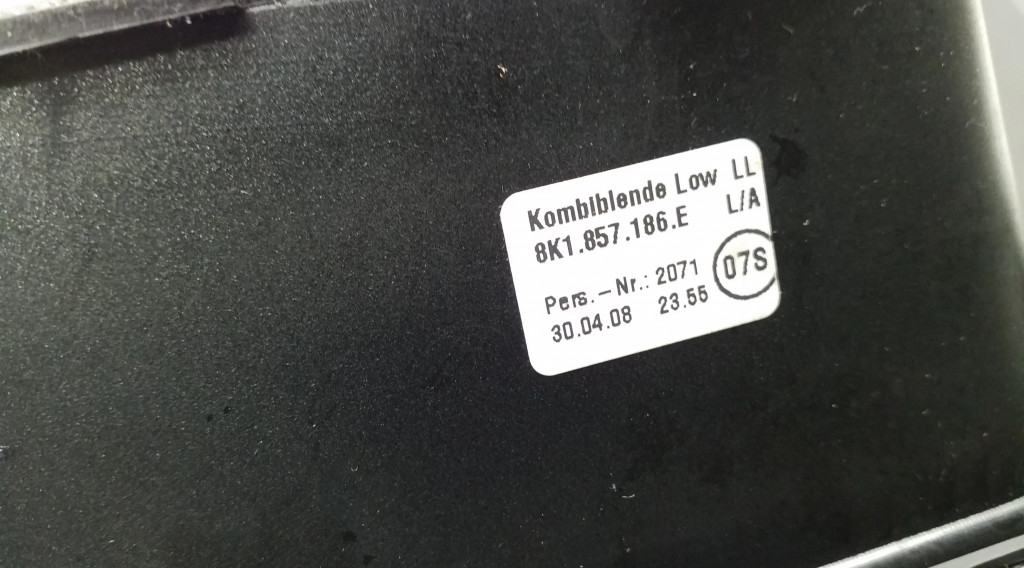 Kombiblende Low LL
8K1.857.186.E L/A
Pers.-Nr.: 2071 07S
30.04.08 23.55